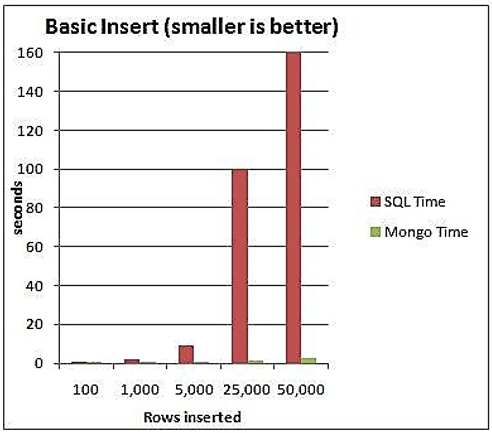 Basic Insert (smaller is better)
160
140
120
100
80
60
40
20
0
seconds
100 1,000 5,000 25,000 50,000
Rows inserted
SQL Time
Mongo Time